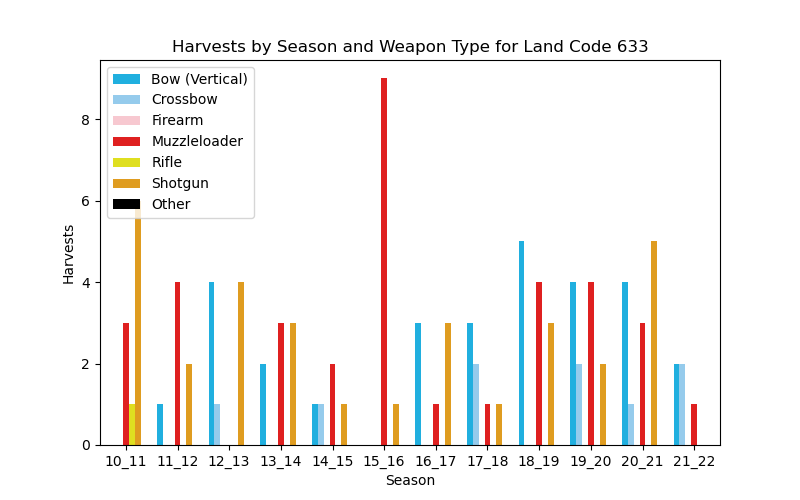 Harvests by Season and Weapon Type for Land Code 633
Bow (Vertical)
Crossbow
Firearm
Muzzleloader
Rifle
Shotgun
Other
8
6
4
2
0
Harvests
10_11 11_12 12_13 13_14 14_15 15_16 16_17 17_18 18_19 19_20 20_21 21_22
Season